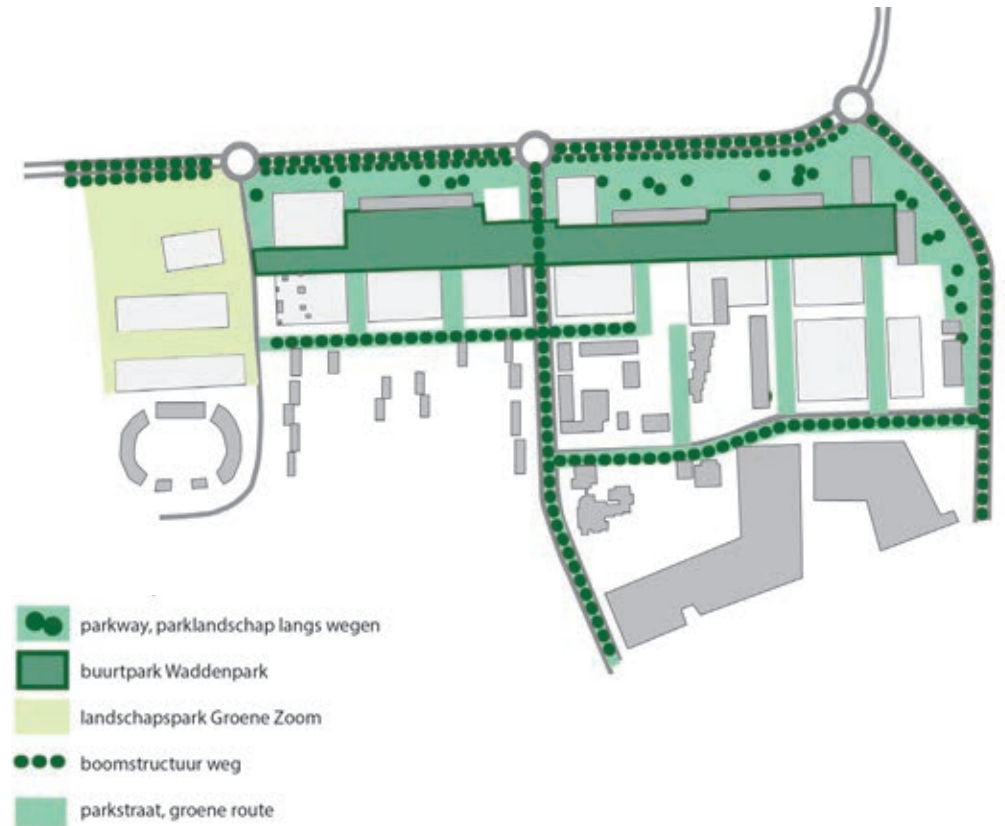 parkway, parklandschap langs wegen
buurtpark Waddenpark
landschapspark Groene Zoom
boomstructuur weg
parkstraat, groene route